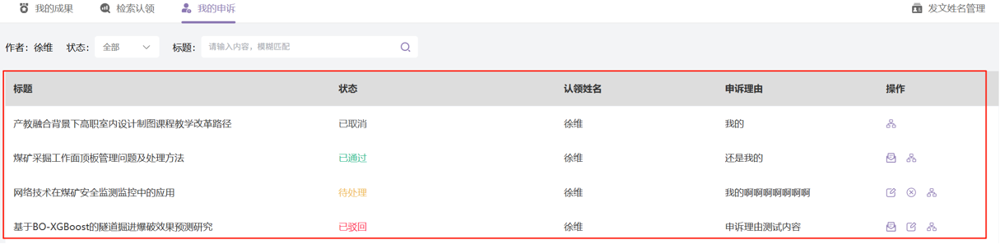 我的成果 检索认领 我的申诉 发文姓名管理
作者：徐维 状态： 全部 标题： 请输入内容，模糊匹配
标题 状态 认领姓名 申诉理由 操作
产教融合背景下高职室内设计制图课程教学改革路径 已取消 徐维 我的
煤矿采掘工作面顶板管理问题及处理方法 已通过 徐维 还是我的
网络技术在煤矿安全监测监控中的应用 待处理 徐维 我的啊啊啊啊啊啊啊
基于BO-XGBoost的隧道掘进爆破效果预测研究 已驳回 徐维 申诉理由测试内容